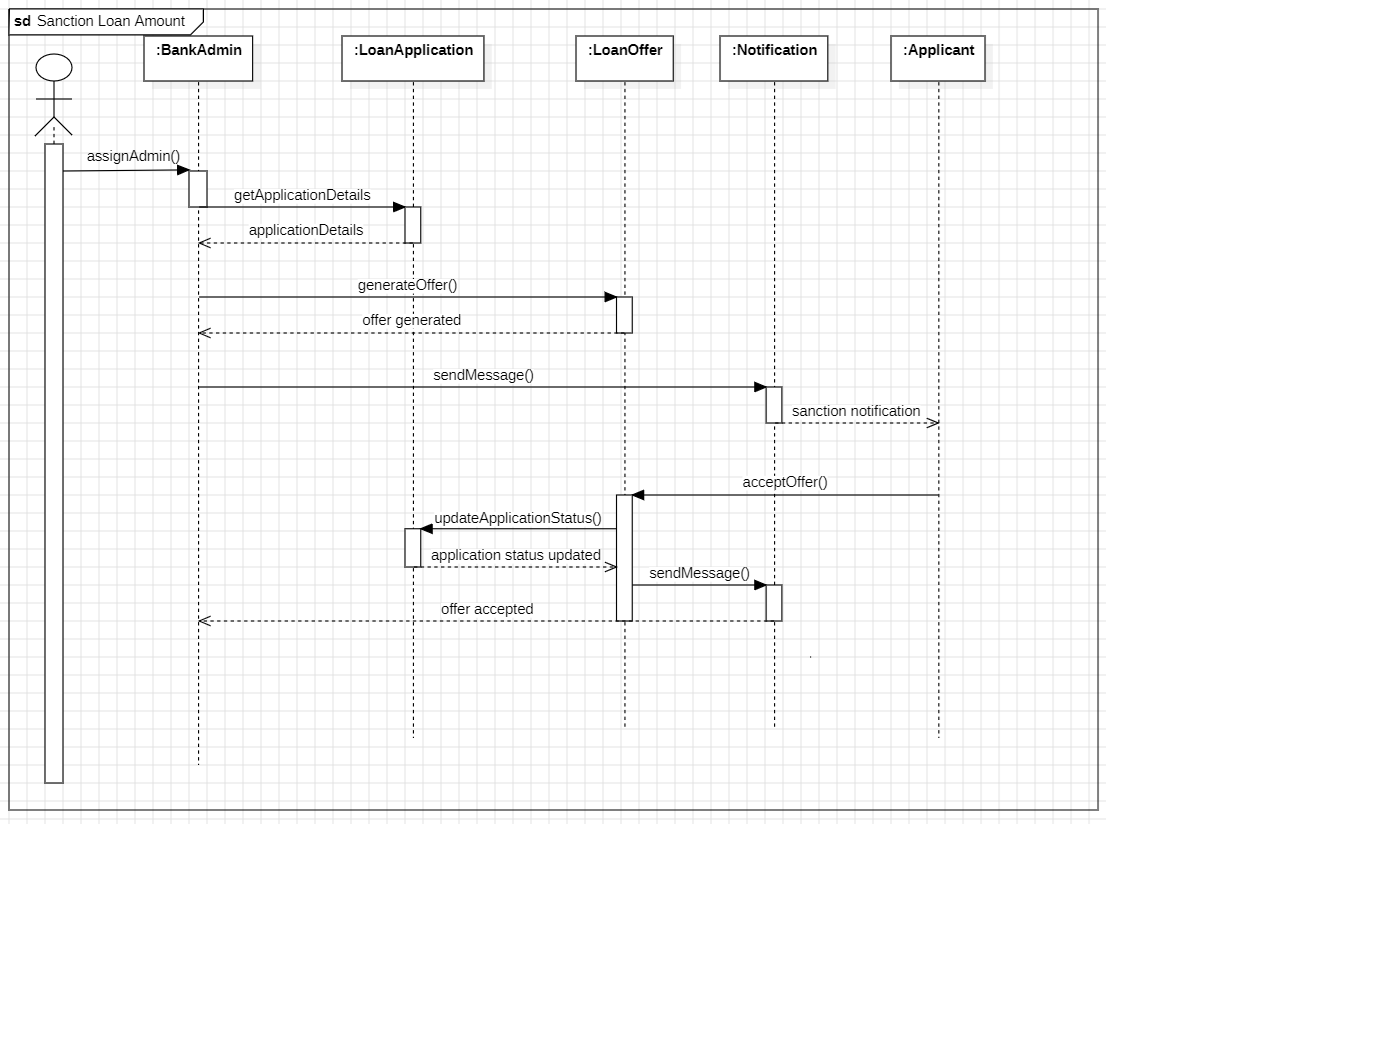 sd Sanction Loan Amount
:BankAdmin
:LoanApplication
:LoanOffer
:Notification
:Applicant
assignAdmin()
getApplicationDetails
applicationDetails
generateOffer()
offer generated
sendMessage()
sanction notification
acceptOffer()
updateApplicationStatus()
application status updated
sendMessage()
offer accepted